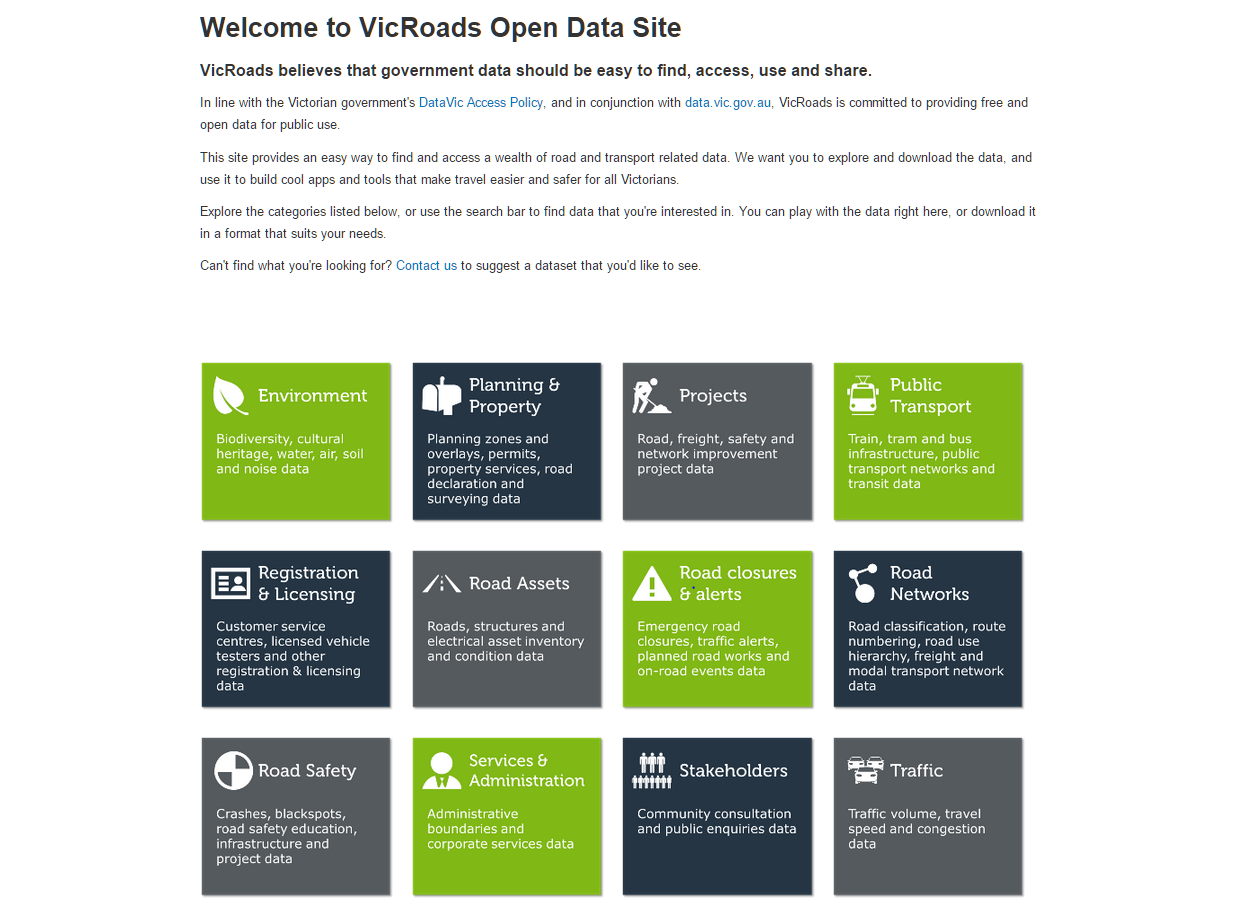 Welcome to VicRoads Open Data Site
VicRoads believes that government data should be easy to find, access, use and share.
In line with the Victorian government's DataVic Access Policy, and in conjunction with data.vic.gov.au, VicRoads is committed to providing free and
open data for public use.
This site provides an easy way to find and access a wealth of road and transport related data. We want you to explore and download the data, and
use it to build cool apps and tools that make travel easier and safer for all Victorians.
Explore the categories listed below, or use the search bar to find data that you're interested in. You can play with the data right here, or download it
in a format that suits your needs.
Can't find what you're looking for? Contact us to suggest a dataset that you'd like to see.
Environment
Biodiversity, cultural
heritage, water, air, soil
and noise data
Planning &
Property
Planning zones and
overlays, permits,
property services, road
declaration and
surveying data
Projects
Road, freight, safety and
network improvement
project data
Public
Transport
Train, tram and bus
infrastructure, public
transport networks and
transit data
Registration
& Licensing
Customer service
centres, licensed vehicle
testers and other
registration & licensing
data
Road Assets
Roads, structures and
electrical asset inventory
and condition data
Road closures
& alerts
Emergency road
closures, traffic alerts,
planned road works and
on-road events data
Road
Networks
Road classification, route
numbering, road use
hierarchy, freight and
modal transport network
data
Road Safety
Crashes, blackspots,
road safety education,
infrastructure and
project data
Services &
Administration
Administrative
boundaries and
corporate services data
Stakeholders
Community consultation
and public enquiries data
Traffic
Traffic volume, travel
speed and congestion
data